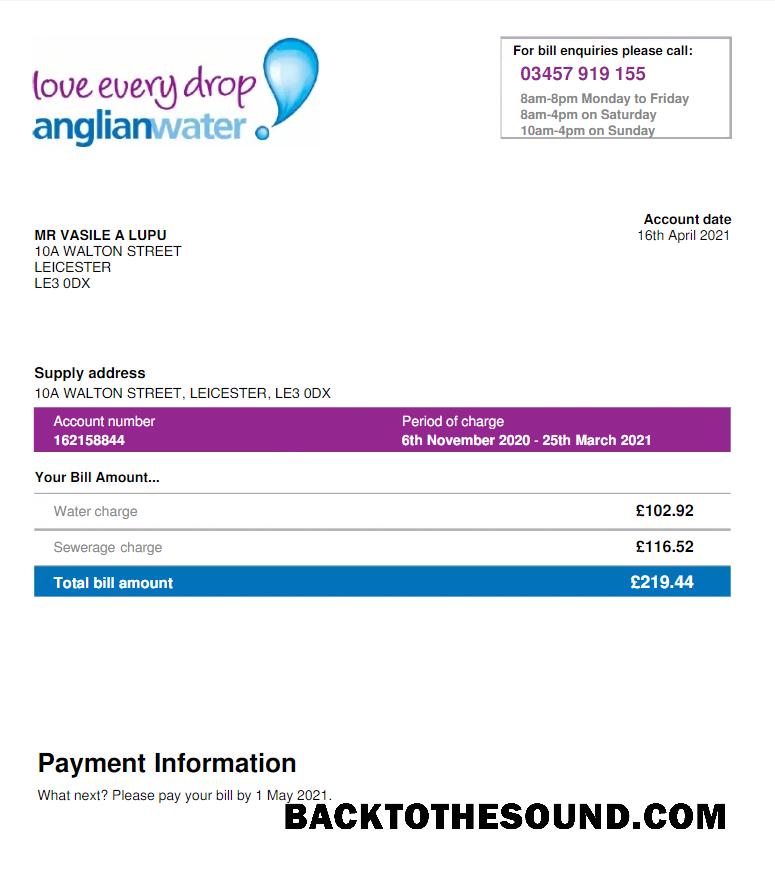 love every drop
anglianwater
For bill enquiries please call:
03457 919 155
8am-8pm Monday to Friday
8am-4pm on Saturday
10am-4pm on Sunday
Account date
16th April 2021
MR VASILE A LUPU
10A WALTON STREET
LEICESTER
LE3 0DX
Supply address
10A WALTON STREET, LEICESTER, LE3 0DX
Account number
Period of charge
162158844
6th November 2020 - 25th March 2021
Your Bill Amount...
Water charge £102.92
Sewerage charge £116.52
Total bill amount £219.44
Payment Information
What next? Please pay your bill by 1 May 2021.
BACKTOTHESOUND.COM